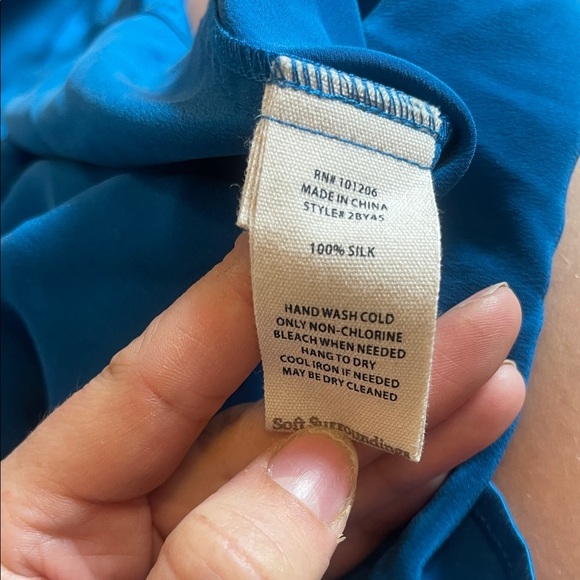 RN# 101206
MADE IN CHINA
STYLE# 2BY45
100% SILK
HAND WASH COLD
ONLY NON-CHLORINE
BLEACH WHEN NEEDED
HANG TO DRY
COOL IRON IF NEEDED
MAY BE DRY CLEANED
Soft Surroundings